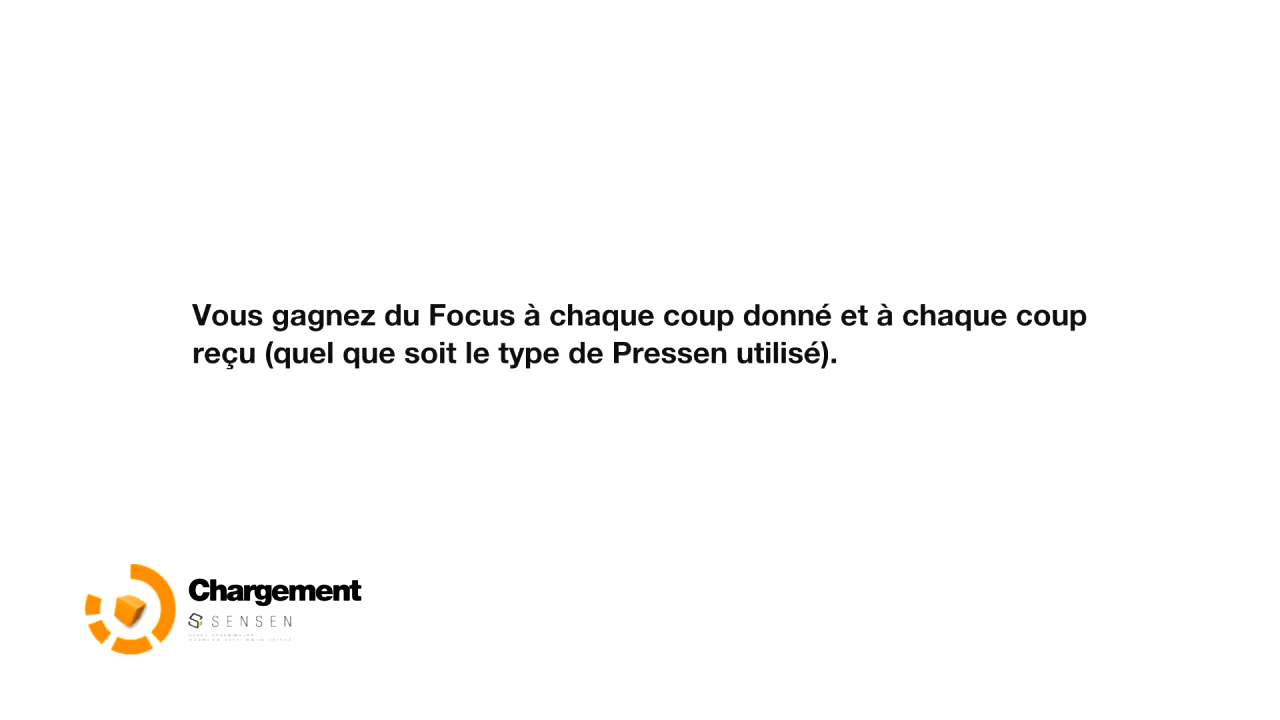 Vous gagnez du Focus à chaque coup donné et à chaque coup
reçu (quel que soit le type de Pressen utilisé).
Chargement
SENSEN